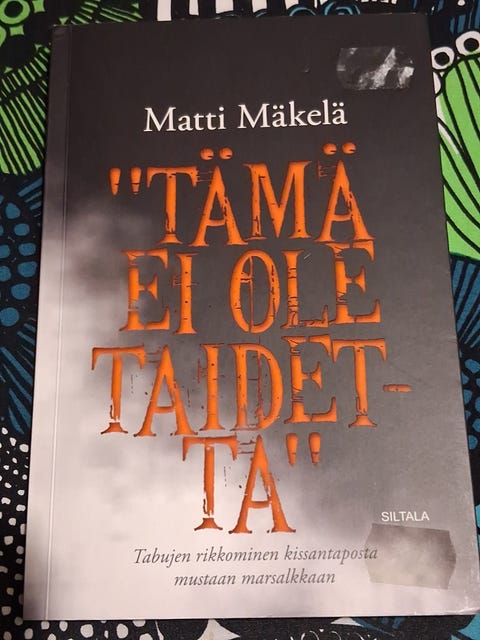 Matti Mäkelä
"TÄMÄ
EI OLE
TAIDET-
TA"
SILTALA
Tabujen rikkominen kissantaposta
mustaan marsalkkaan